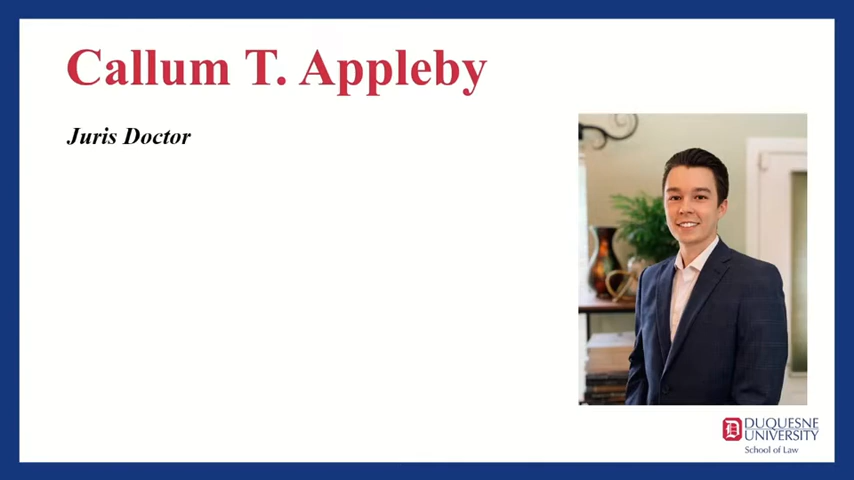 Callum T. Appleby
Juris Doctor
DUQUESNE
UNIVERSITY
School of Law